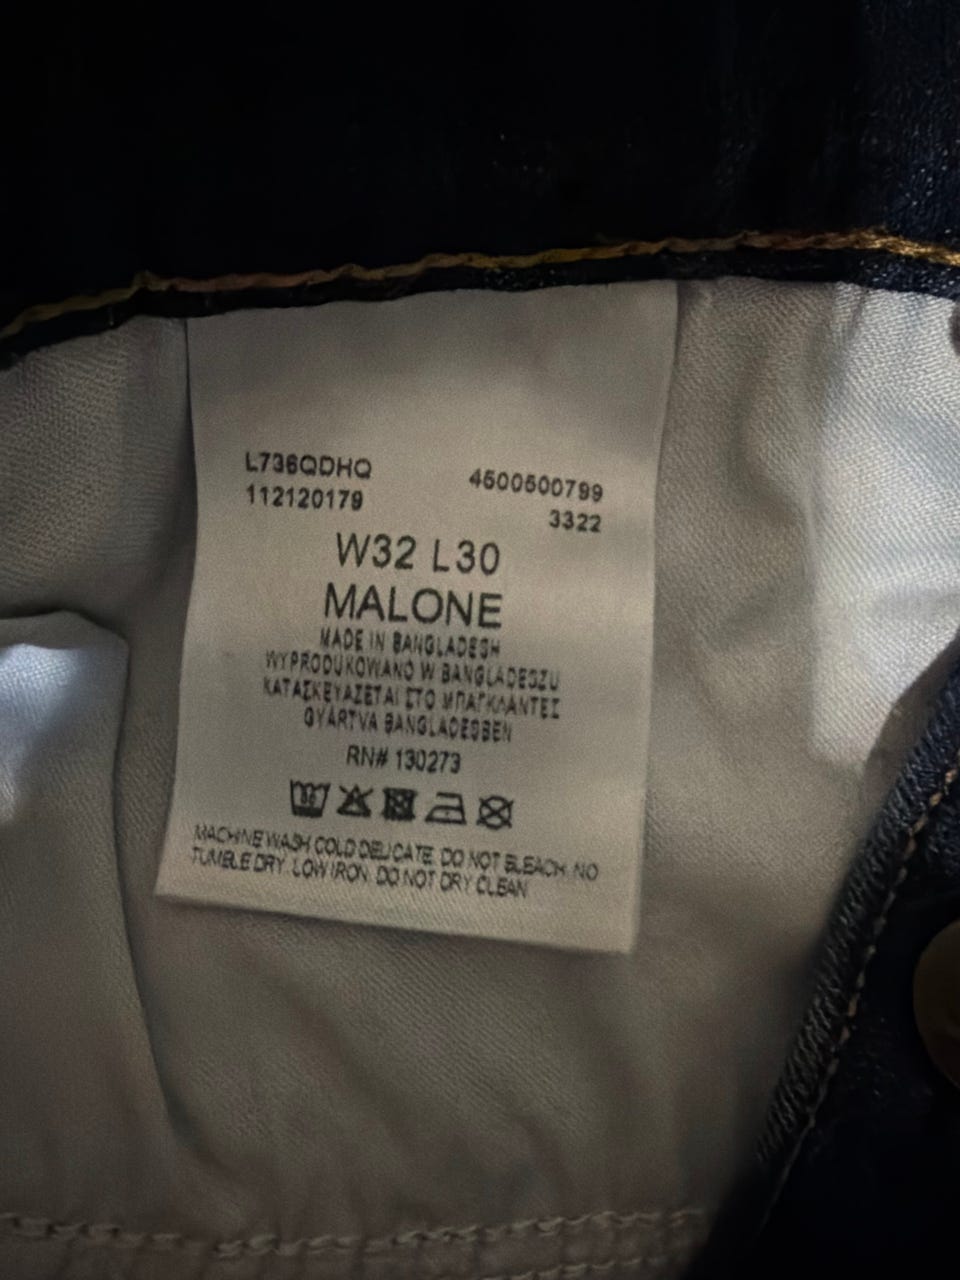 L736QDHQ 4500500799
112120179 3322
W32 L30
MALONE
MADE IN BANGLADESH
WYPRODUKOWANO W BANGLADESZU
ΚΑΤΑΣΚΕΥΑΖΕΤΑΙ ΣΤΟ ΜΠΑΓΚΛΑΝΤΕΣ
GYÁRTVA BANGLADESBEN
RN# 130273
MACHINE WASH COLD DELICATE. DO NOT BLEACH. NO
TUMBLE DRY. LOW IRON. DO NOT DRY CLEAN